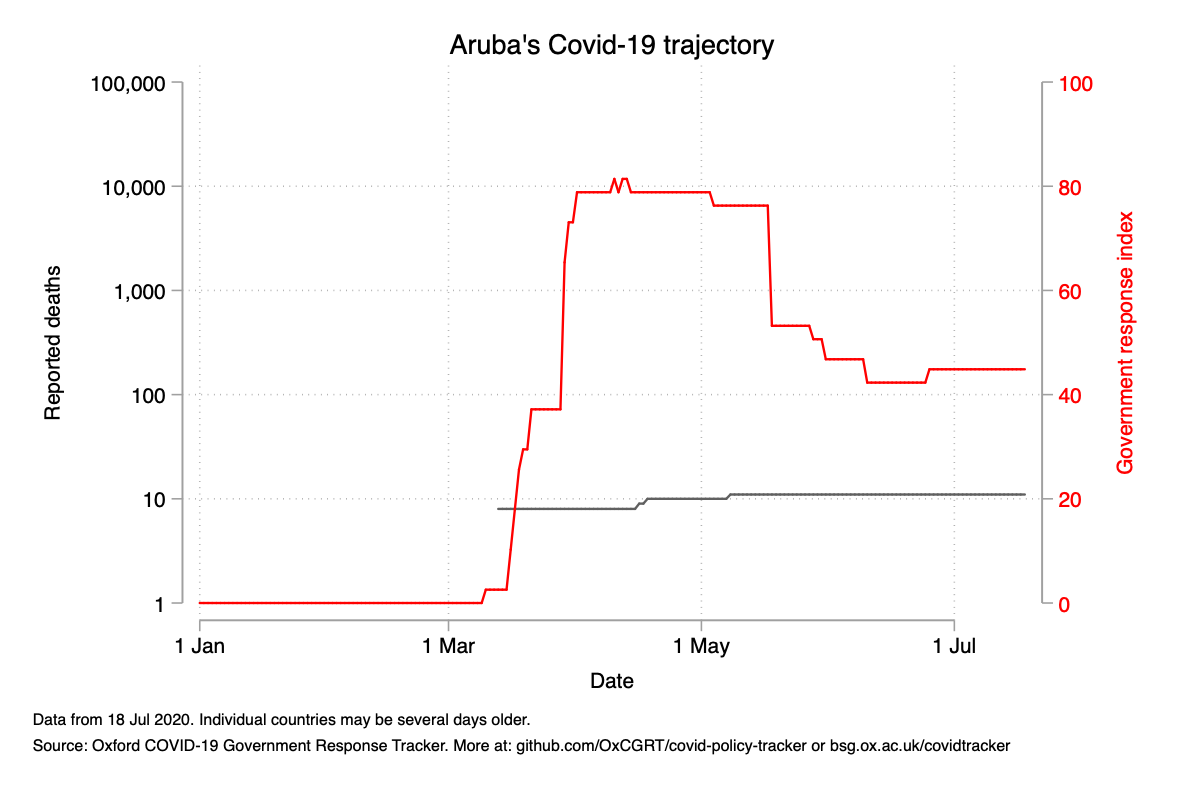 Aruba's Covid-19 trajectory
100,000
10,000
1,000
100
10
1
Reported deaths
100
80
60
40
20
0
Government response index
1 Jan
1 Mar
1 May
1 Jul
Date
Data from 18 Jul 2020. Individual countries may be several days older.
Source: Oxford COVID-19 Government Response Tracker. More at: github.com/OxCGRT/covid-policy-tracker or bsg.ox.ac.uk/covidtracker